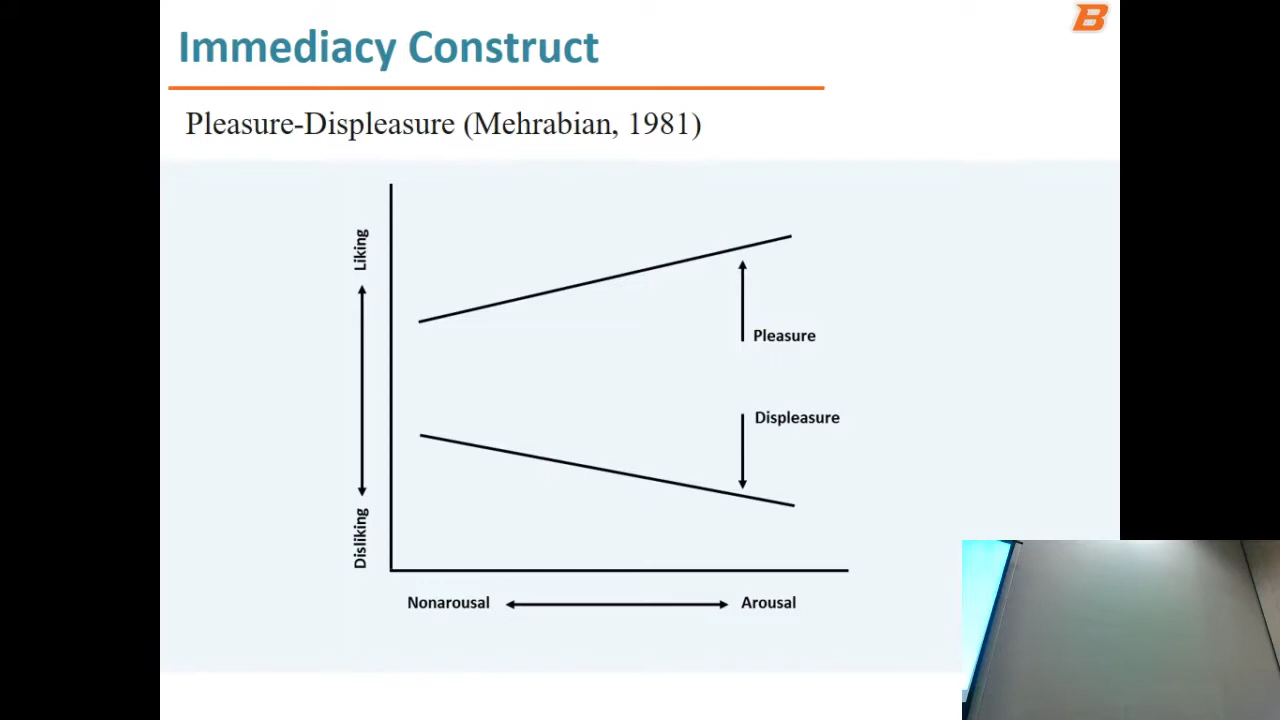 B
Immediacy Construct
Pleasure-Displeasure (Mehrabian, 1981)
Liking
Pleasure
Displeasure
Disliking
Nonarousal
Arousal